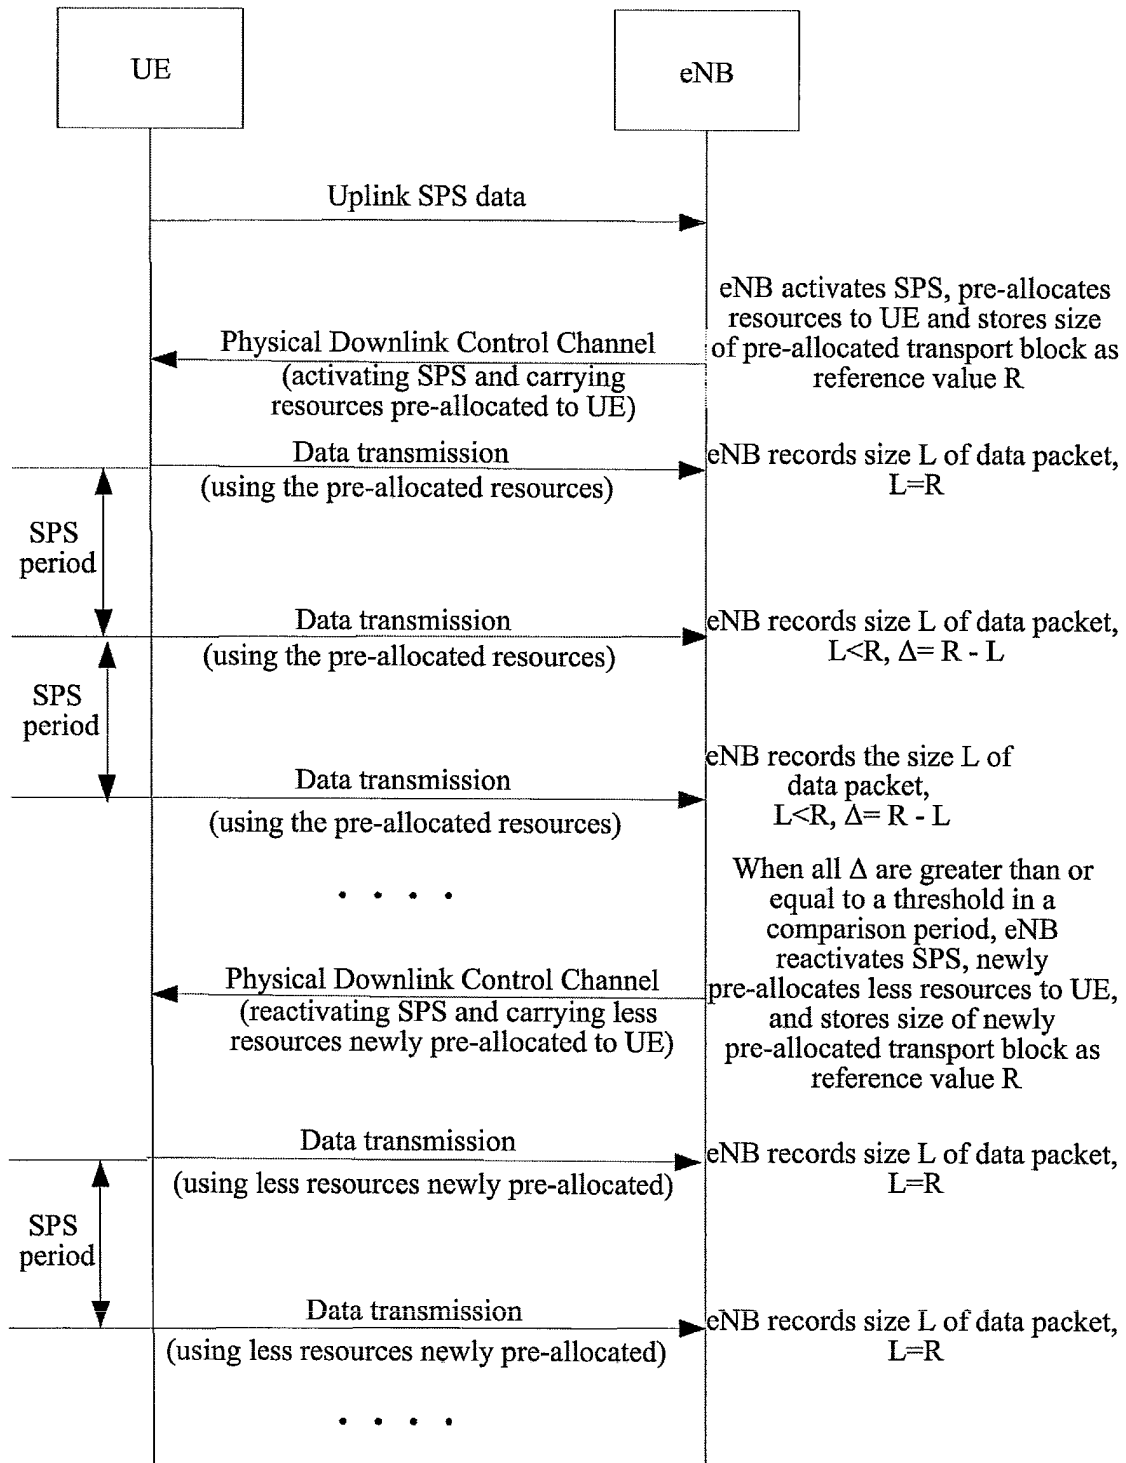 UE
eNB
Uplink SPS data
eNB activates SPS, pre-allocates
resources to UE and stores size
of pre-allocated transport block as
reference value R
Physical Downlink Control Channel
(activating SPS and carrying
resources pre-allocated to UE)
Data transmission
(using the pre-allocated resources)
eNB records size L of data packet,
L=R
SPS
period
Data transmission
(using the pre-allocated resources)
eNB records size L of data packet,
L<R, Δ= R - L
SPS
period
Data transmission
(using the pre-allocated resources)
eNB records the size L of
data packet,
L<R, Δ= R - L
. . . .
When all Δ are greater than or
equal to a threshold in a
comparison period, eNB
reactivates SPS, newly
pre-allocates less resources to UE,
and stores size of newly
pre-allocated transport block as
reference value R
Physical Downlink Control Channel
(reactivating SPS and carrying less
resources newly pre-allocated to UE)
Data transmission
(using less resources newly pre-allocated)
eNB records size L of data packet,
L=R
SPS
period
Data transmission
(using less resources newly pre-allocated)
eNB records size L of data packet,
L=R
. . . .